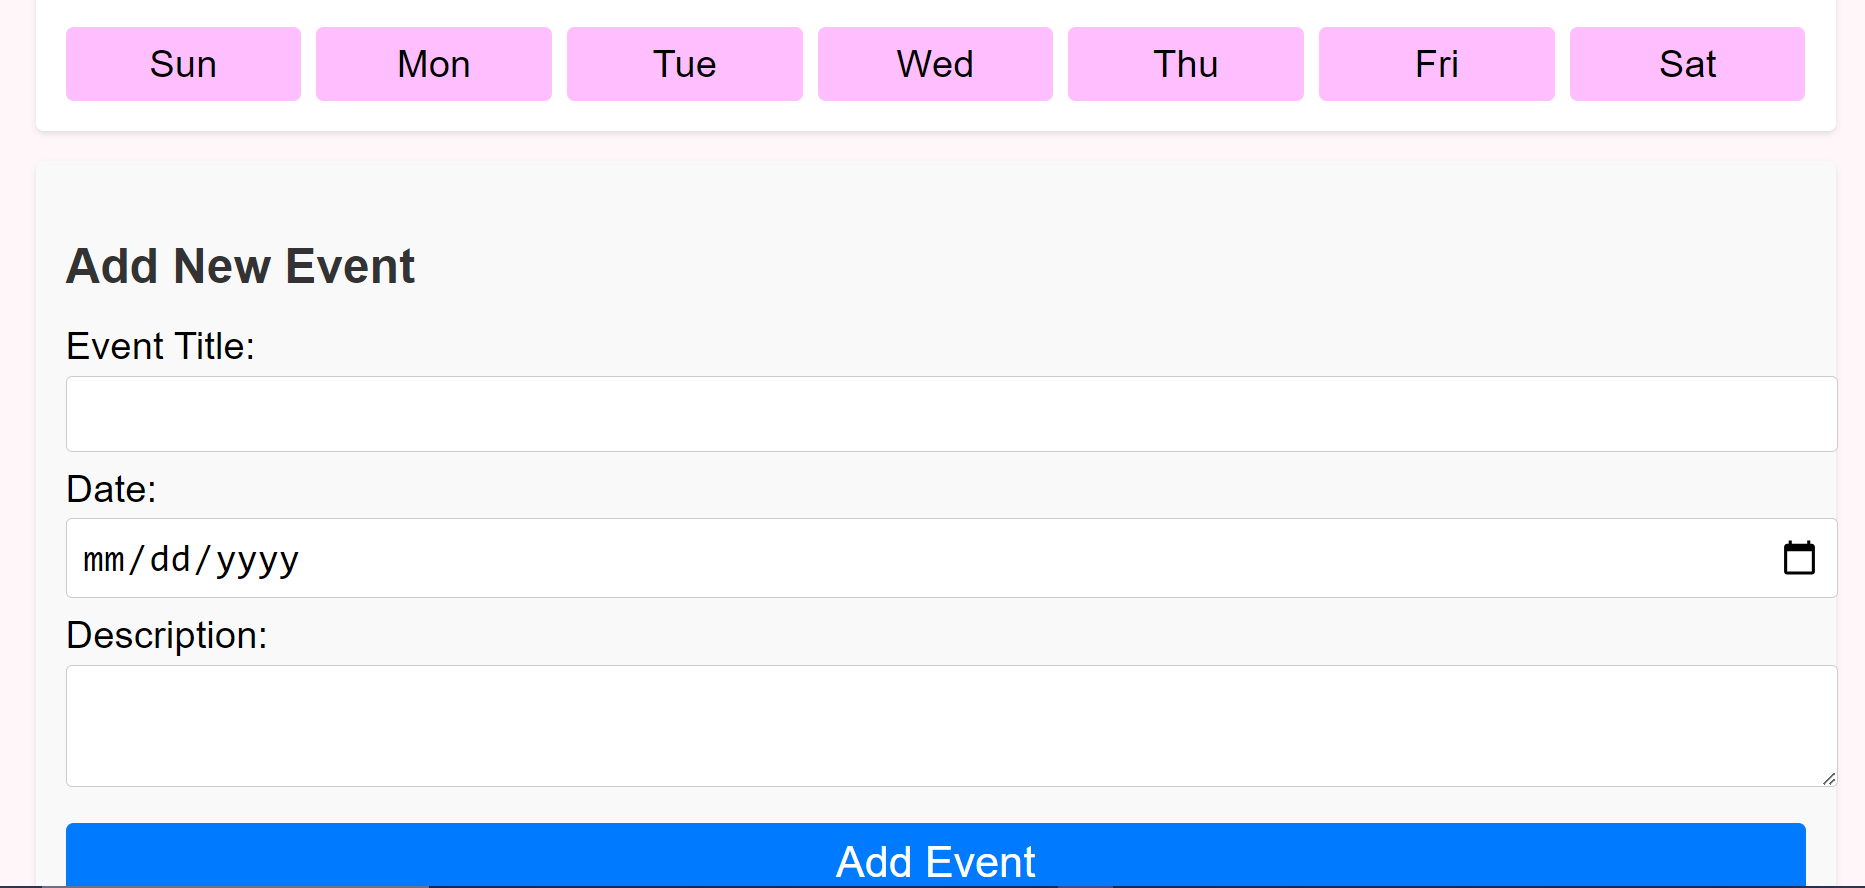 Sun Mon Tue Wed Thu Fri Sat
Add New Event
Event Title:
Date:
mm/dd/yyyy
Description:
Add Event